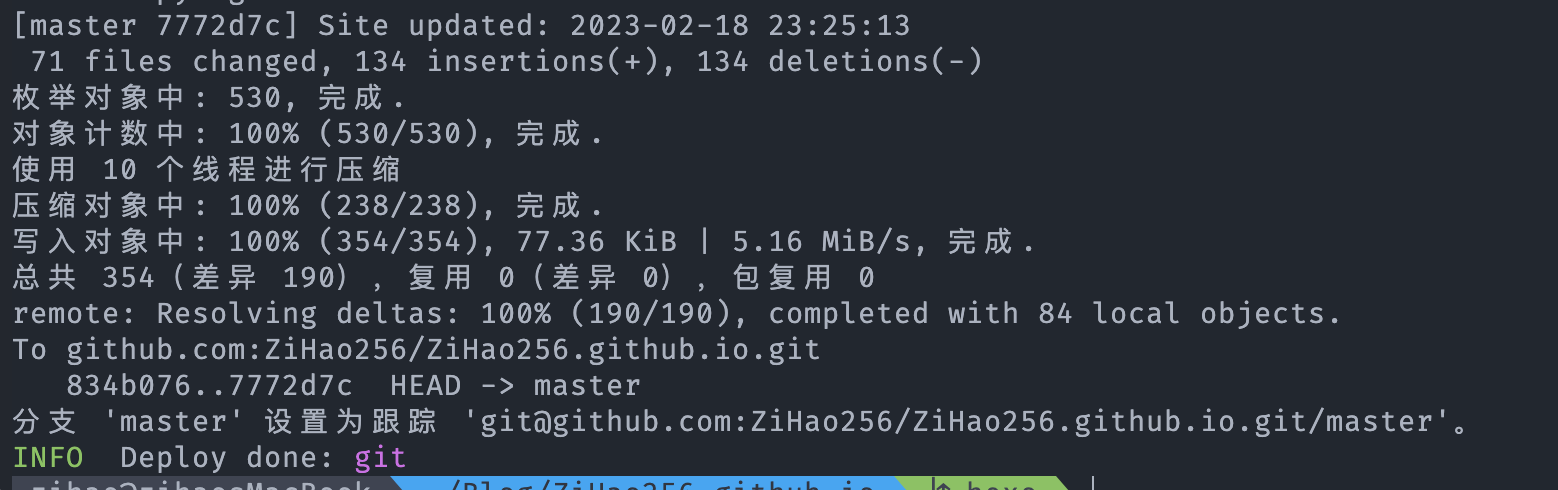 [master 7772d7c] Site updated: 2023-02-18 23:25:13
71 files changed, 134 insertions(+), 134 deletions(-)
枚举对象中: 530, 完成.
对象计数中: 100% (530/530), 完成.
使用 10 个线程进行压缩
压缩对象中: 100% (238/238), 完成.
写入对象中: 100% (354/354), 77.36 KiB | 5.16 MiB/s, 完成.
总共 354（差异 190），复用 0（差异 0），包复用 0
remote: Resolving deltas: 100% (190/190), completed with 84 local objects.
To github.com:ZiHao256/ZiHao256.github.io.git
834b076..7772d7c  HEAD -> master
分支 'master' 设置为跟踪 'git@github.com:ZiHao256/ZiHao256.github.io.git/master'。
INFO  Deploy done: git